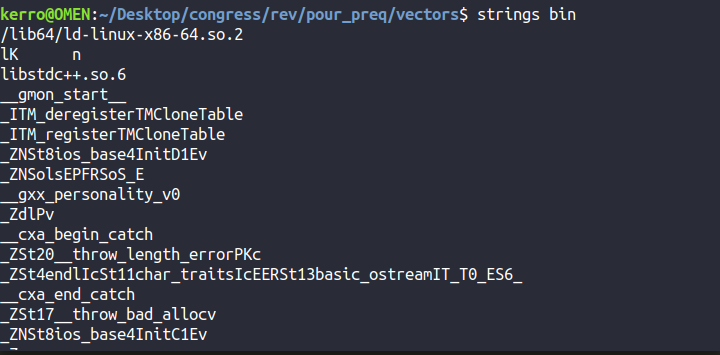 kerro@OMEN:~/Desktop/congress/rev/pour_preq/vectors$ strings bin
/lib64/ld-linux-x86-64.so.2
lK      n
libstdc++.so.6
__gmon_start__
_ITM_deregisterTMCloneTable
_ITM_registerTMCloneTable
_ZNSt8ios_base4InitD1Ev
_ZNSolsEPFRSoS_E
__gxx_personality_v0
_ZdlPv
__cxa_begin_catch
_ZSt20__throw_length_errorPKc
_ZSt4endlIcSt11char_traitsIcEERSt13basic_ostreamIT_T0_ES6_
__cxa_end_catch
_ZSt17__throw_bad_allocv
_ZNSt8ios_base4InitC1Ev